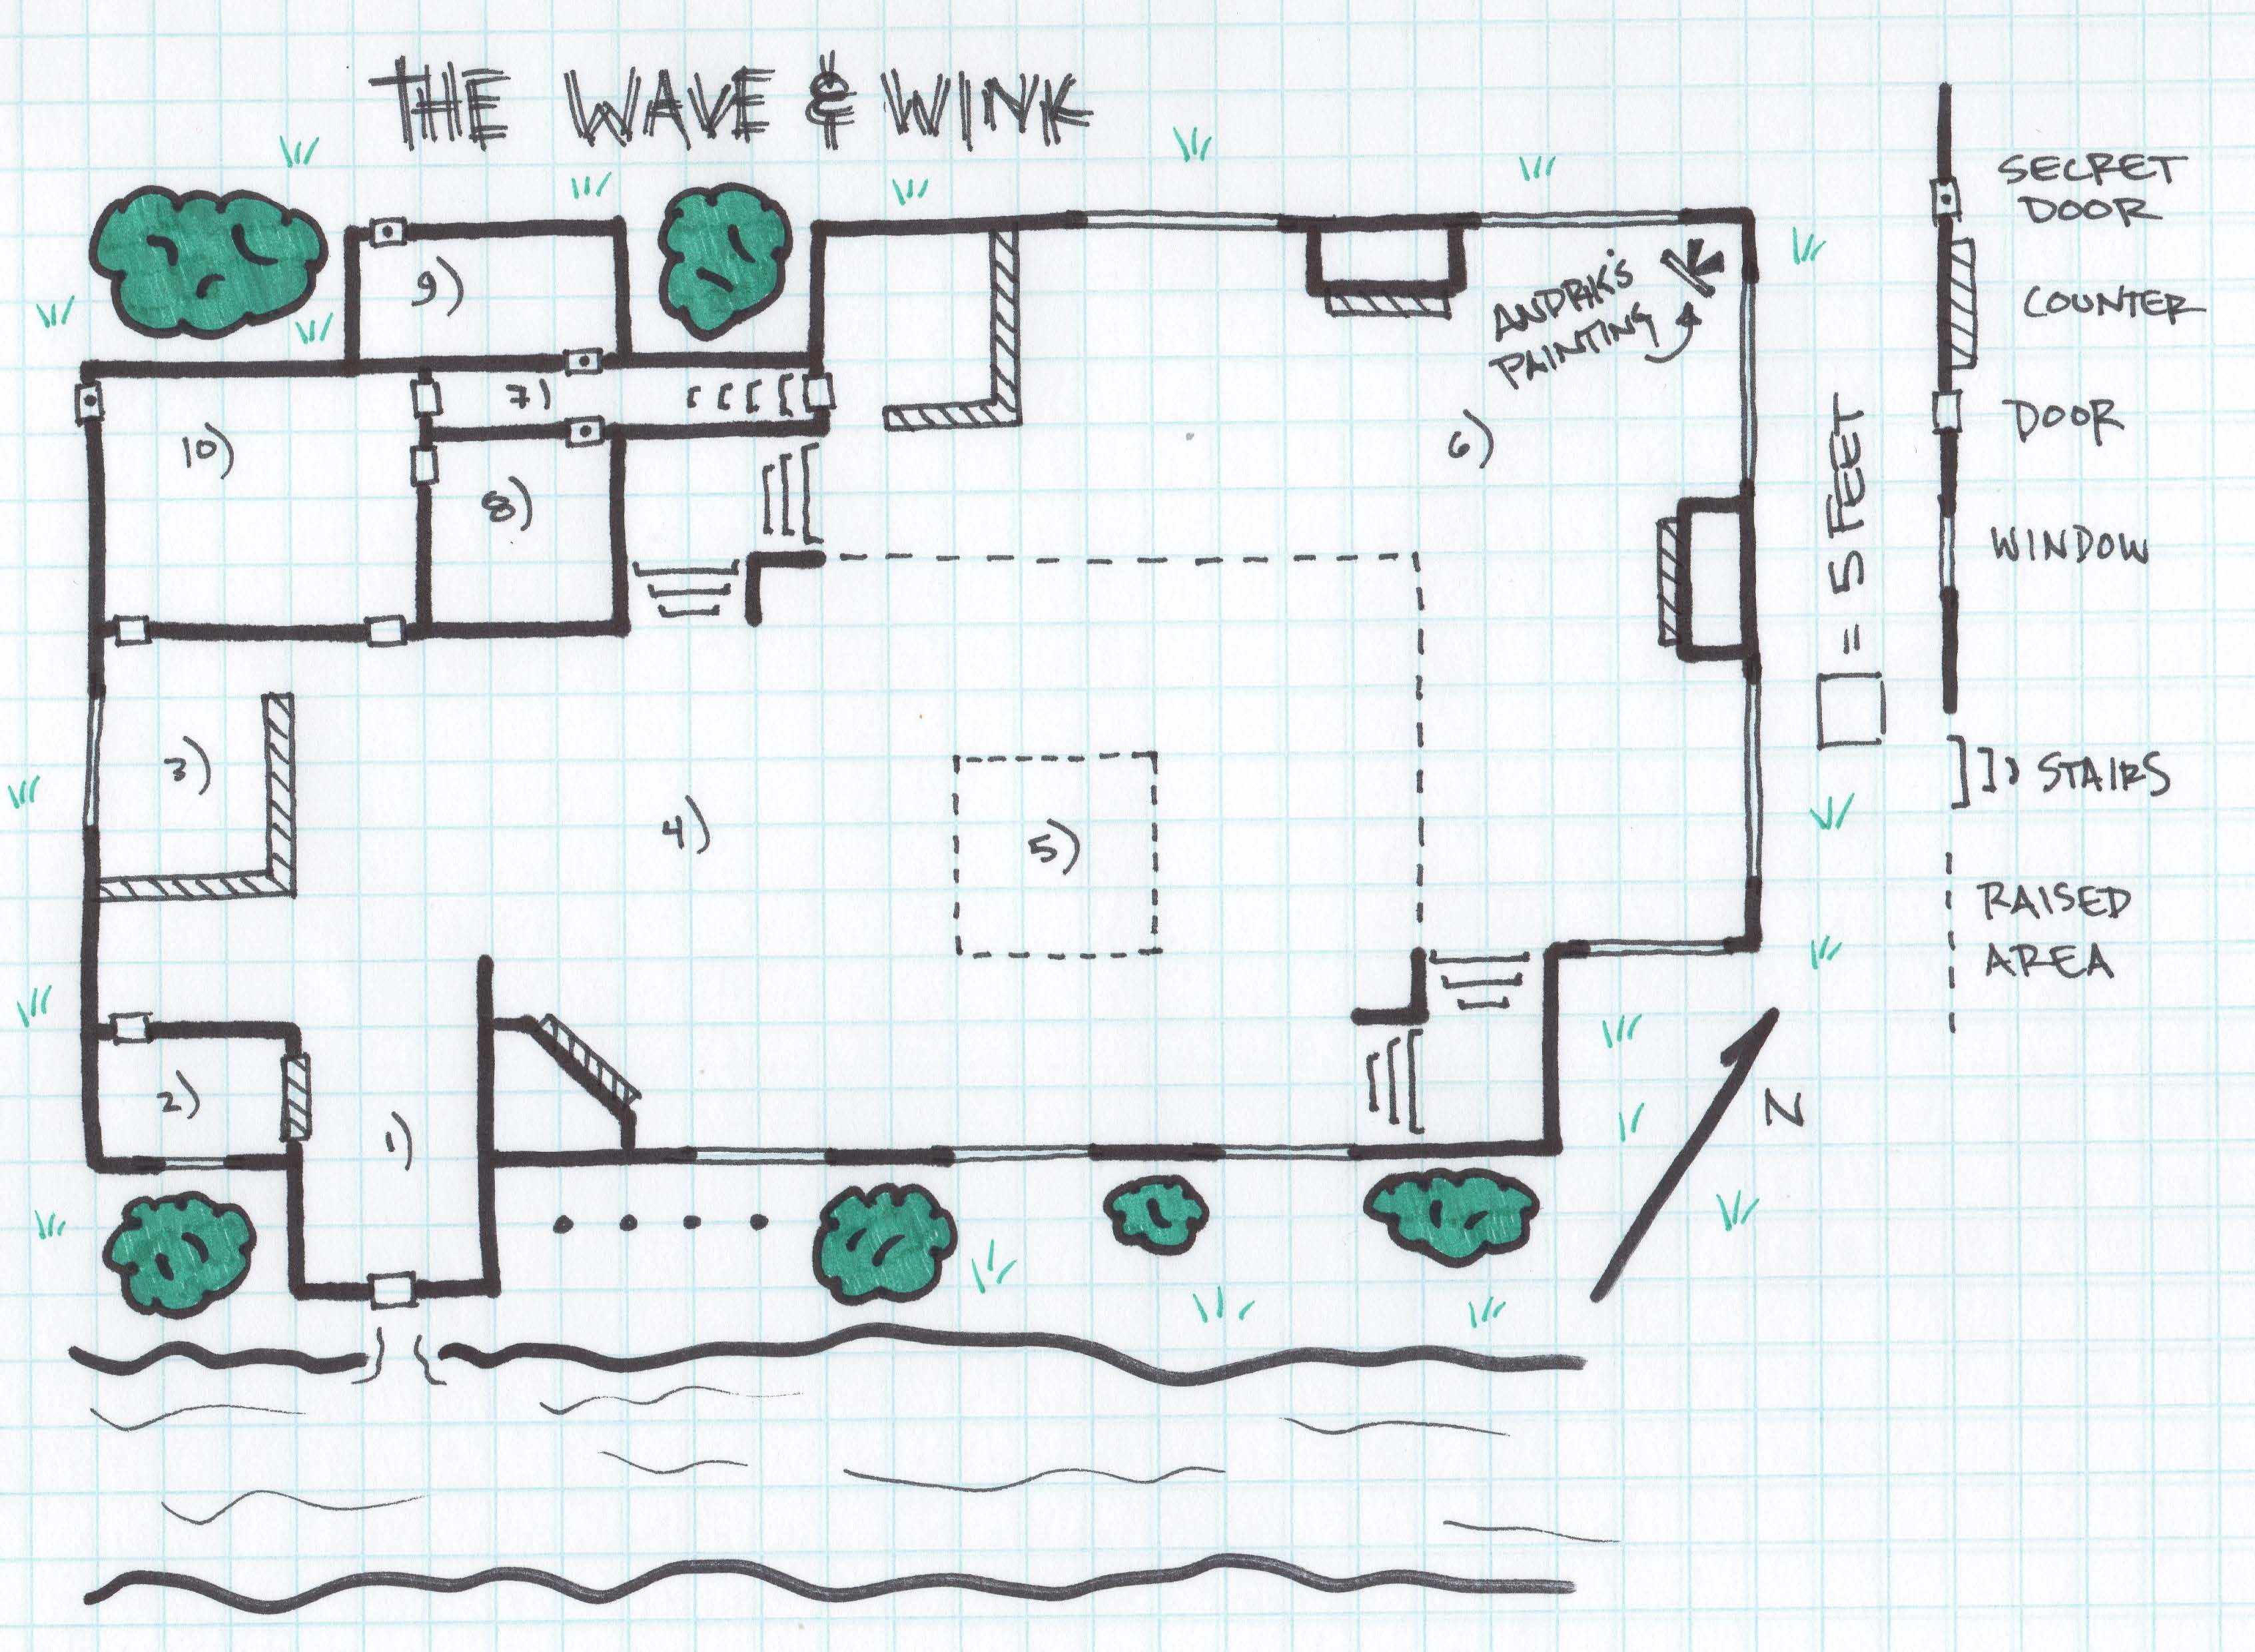 THE WAVE & WINK
SECRET
DOOR
COUNTER
DOOR
WINDOW
] ] ) STAIRS
RAISED
AREA
= 5 FEET
N
ANDRIK'S
PAINTING
9)
7)
10)
8)
6)
3)
4)
5)
2)
1)